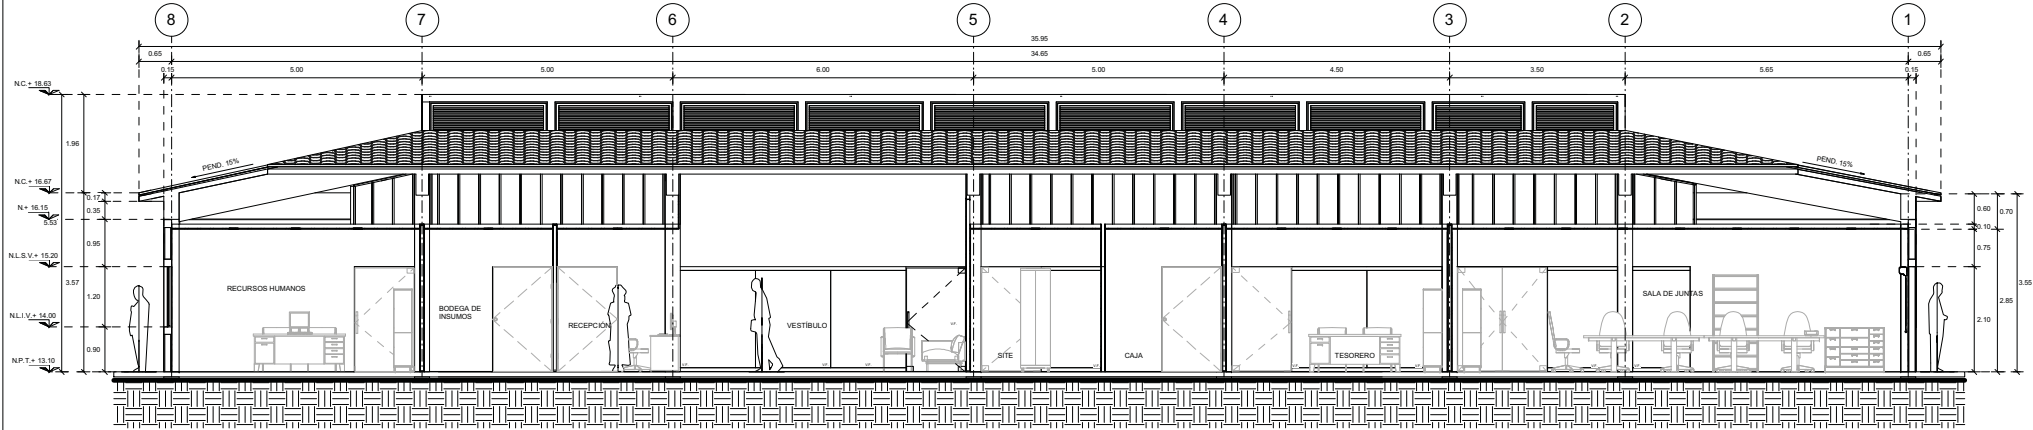 8 7 6 5 4 3 2 1
35.95
0.65 34.65 0.65
0.15 5.00 5.00 6.00 5.00 4.50 3.50 5.65 0.15
N.C.+ 18.63
1.96
PEND. 15%
PEND. 15%
N.C.+ 16.67
0.17
0.35
0.60
0.70
N.+ 16.15
5.53
0.10
0.95
0.75
N.L.S.V.+ 15.20
3.57
1.20
3.55
2.85
RECURSOS HUMANOS
BODEGA DE
INSUMOS
RECEPCIÓN
VESTÍBULO
V.F.
SALA DE JUNTAS
N.L.I.V.+ 14.00
2.10
0.90
SITE
CAJA
TESORERO
V.F. V.F. V.F. V.F. V.F. V.F. V.F.
N.P.T.+ 13.10